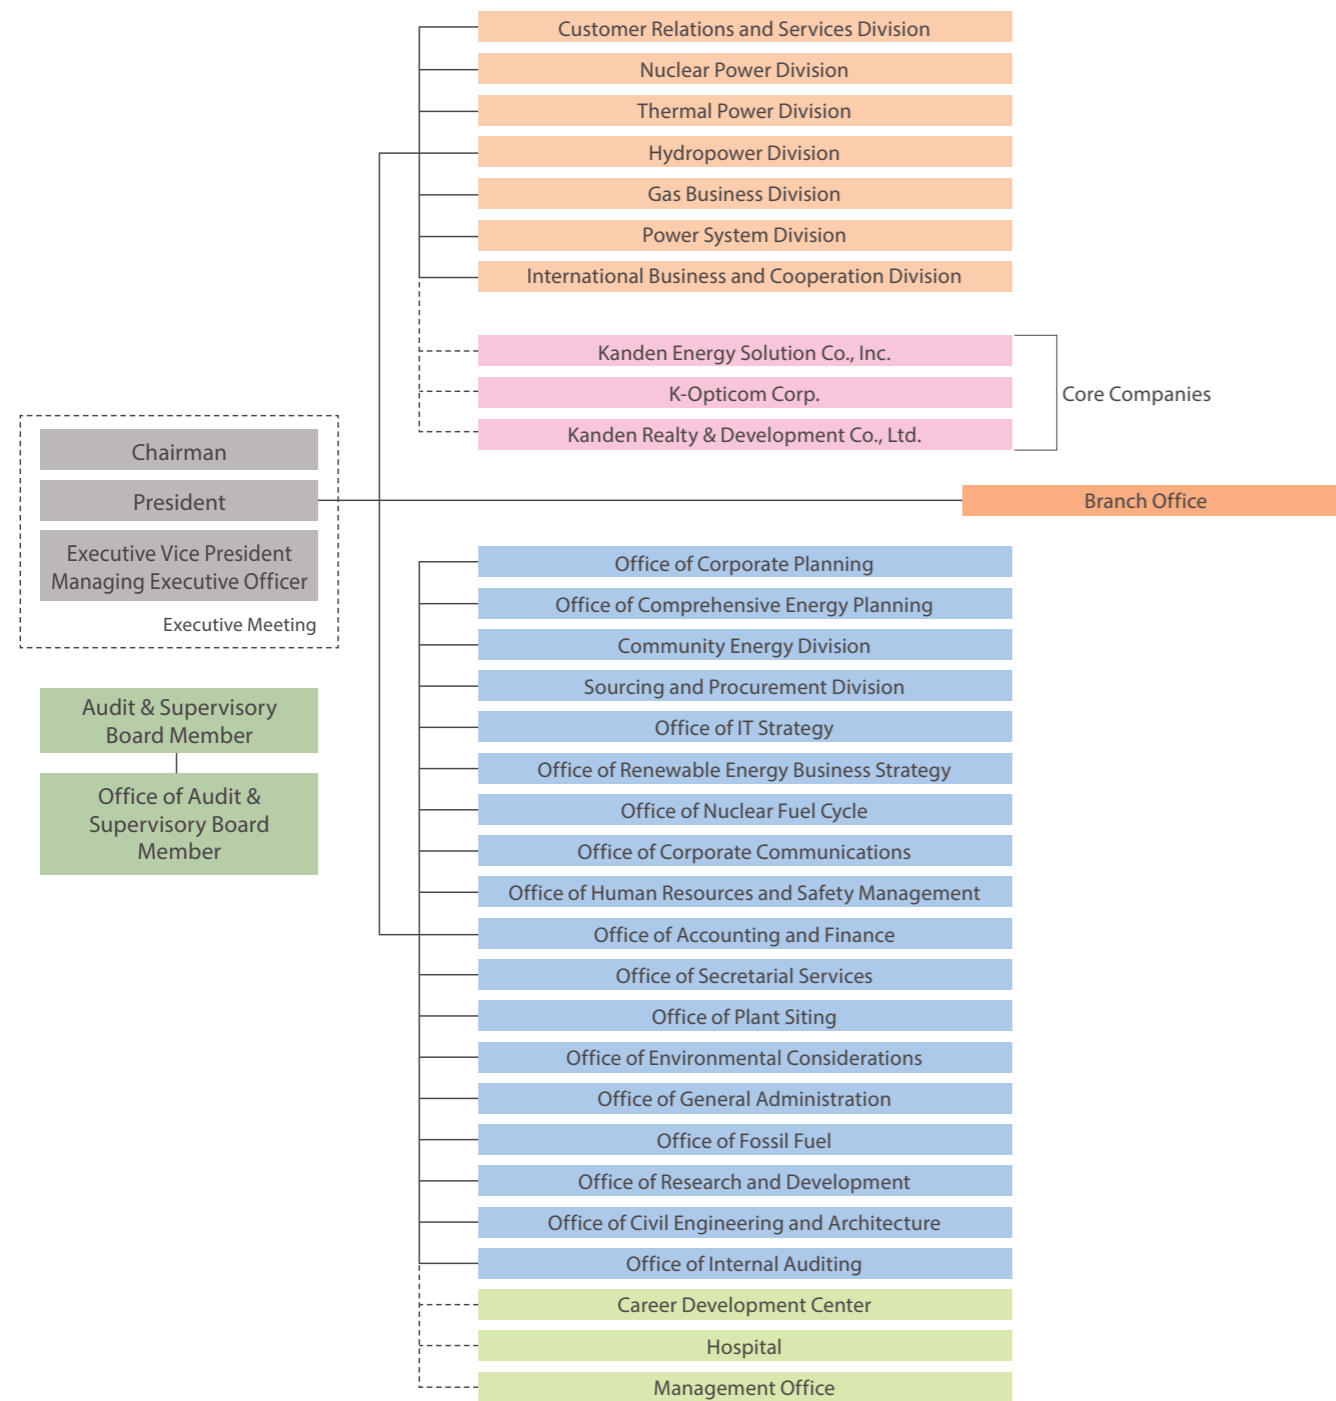 Customer Relations and Services Division
Nuclear Power Division
Thermal Power Division
Hydropower Division
Gas Business Division
Power System Division
International Business and Cooperation Division
Kanden Energy Solution Co., Inc.
K-Opticom Corp.
Kanden Realty & Development Co., Ltd.
Core Companies
Chairman
President
Executive Vice President
Managing Executive Officer
Executive Meeting
Branch Office
Audit & Supervisory
Board Member
Office of Audit &
Supervisory Board
Member
Office of Corporate Planning
Office of Comprehensive Energy Planning
Community Energy Division
Sourcing and Procurement Division
Office of IT Strategy
Office of Renewable Energy Business Strategy
Office of Nuclear Fuel Cycle
Office of Corporate Communications
Office of Human Resources and Safety Management
Office of Accounting and Finance
Office of Secretarial Services
Office of Plant Siting
Office of Environmental Considerations
Office of General Administration
Office of Fossil Fuel
Office of Research and Development
Office of Civil Engineering and Architecture
Office of Internal Auditing
Career Development Center
Hospital
Management Office